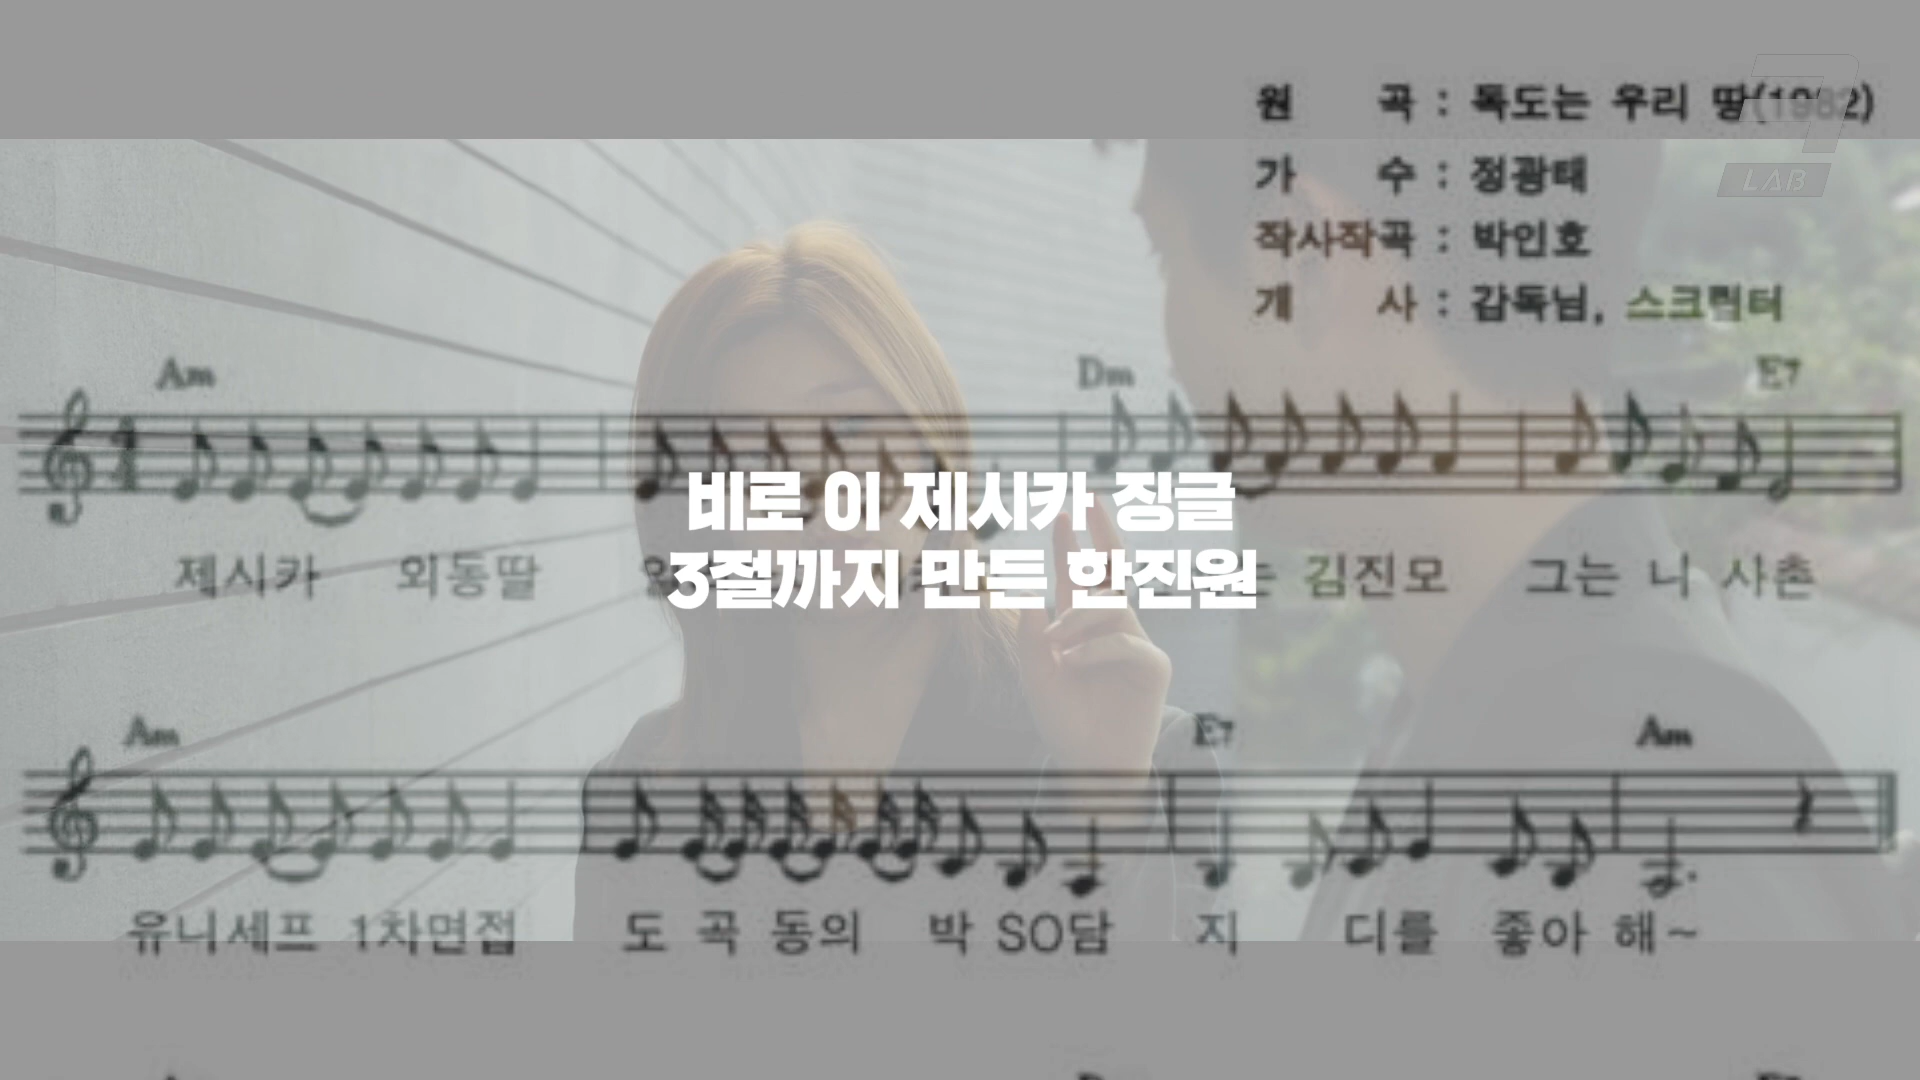 원 곡 : 독도는 우리 땅(1982)
가 수 : 정광태
작사작곡 : 박인호
개 사 : 감독님, 스크립터
LAB
Am Dm E7
비로 이 제시카 징글
제시카 외동딸 는 김진모 그는 니 사촌
3절까지 만든 한진원
Am E7 Am
유니세프 1차면접 도 곡 동의 박 SO담 지 디를 좋아 해~